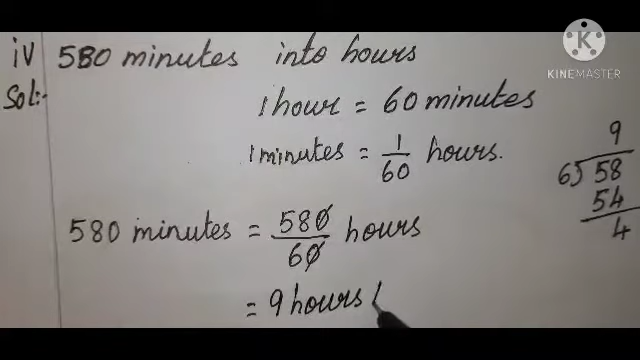 iv 580 minutes into hours
Sol:-
1 hour = 60 minutes
1 minutes = 1/60 hours.
580 minutes = 580/60 hours
= 9 hours
9
6) 58
54
4
K
KINEMASTER